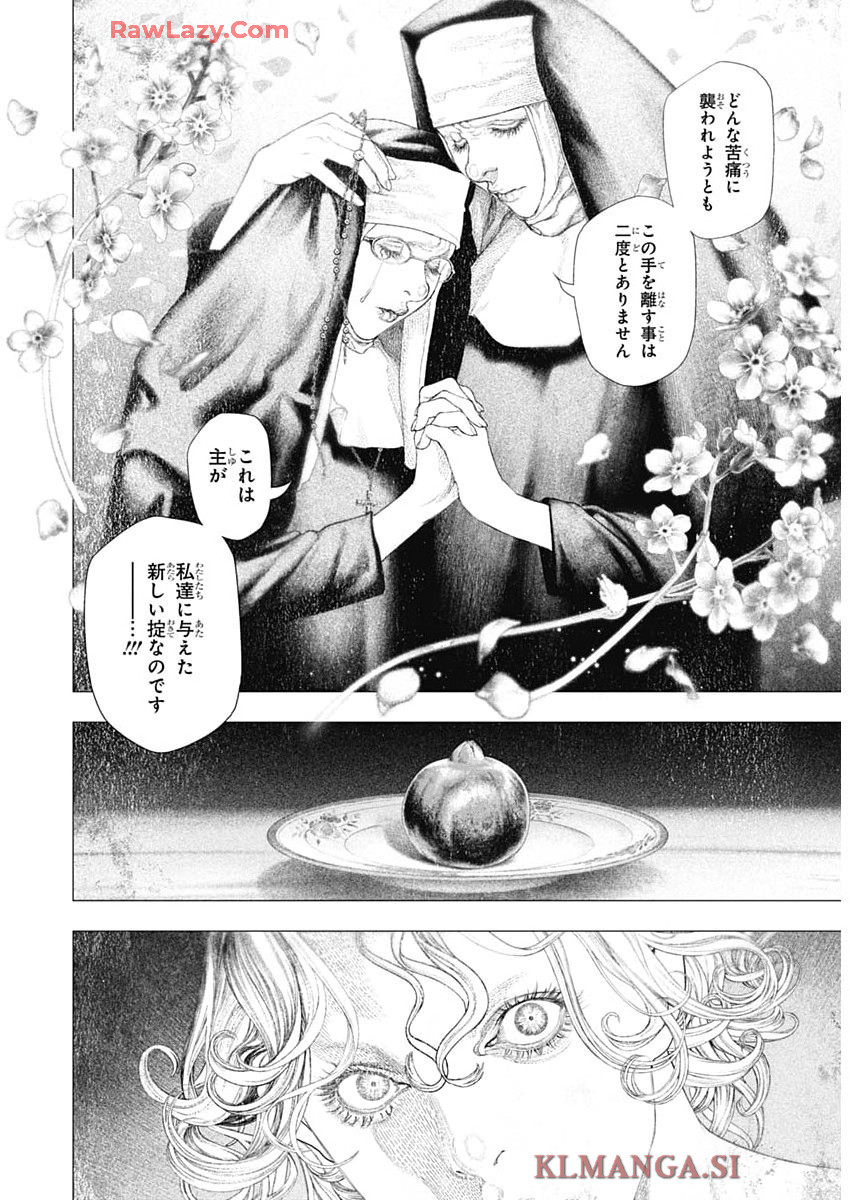 RawLazy.Com
どんな苦痛に
襲われようとも
この手を離す事は
二度とありません
これは
主が
私達に与えた
新しい掟なのです
───…!!!
KLMANGA.SI